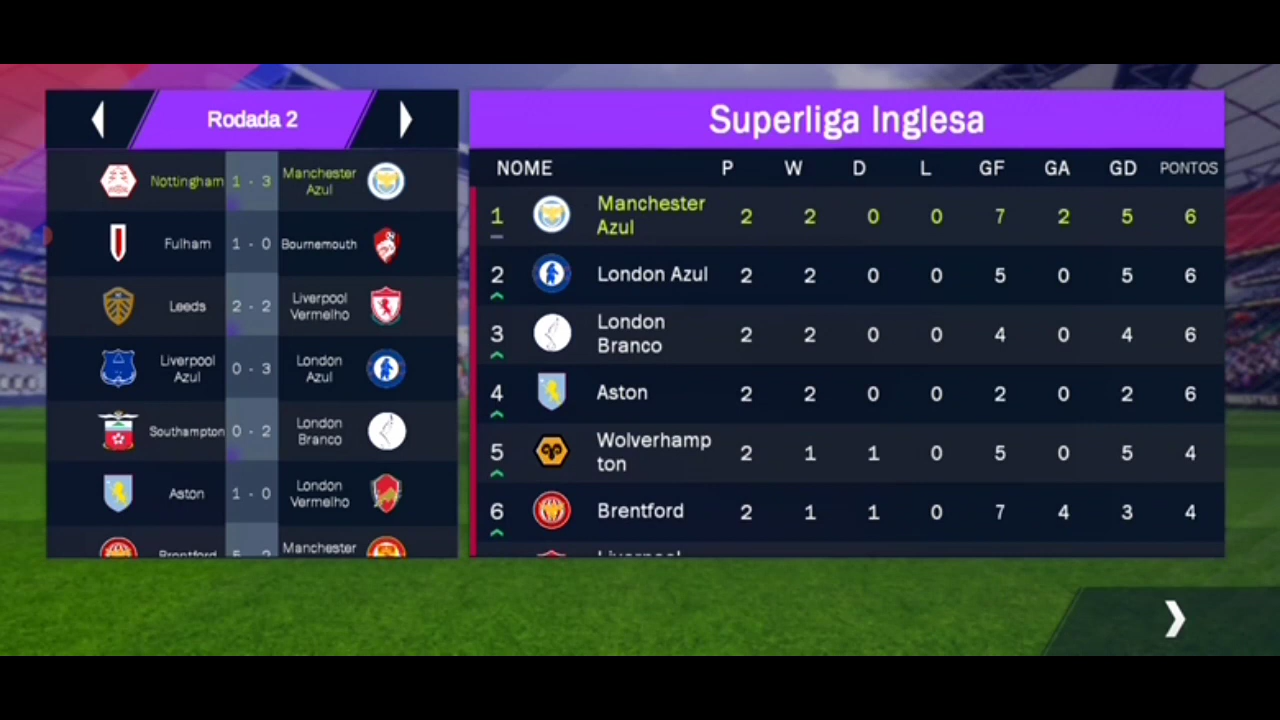 Rodada 2
Nottingham 1 - 3 Manchester
Azul
Fulham 1 - 0 Bournemouth
Leeds 2 - 2 Liverpool
Vermelho
Liverpool
Azul 0 - 3 London
Azul
Southampton 0 - 2 London
Branco
Aston 1 - 0 London
Vermelho
Brentford 5 - 2 Manchester
Superliga Inglesa
NOME P W D L GF GA GD PONTOS
1 Manchester
Azul 2 2 0 0 7 2 5 6
2 London Azul 2 2 0 0 5 0 5 6
3 London
Branco 2 2 0 0 4 0 4 6
4 Aston 2 2 0 0 2 0 2 6
5 Wolverhamp
ton 2 1 1 0 5 0 5 4
6 Brentford 2 1 1 0 7 4 3 4
Liverpool